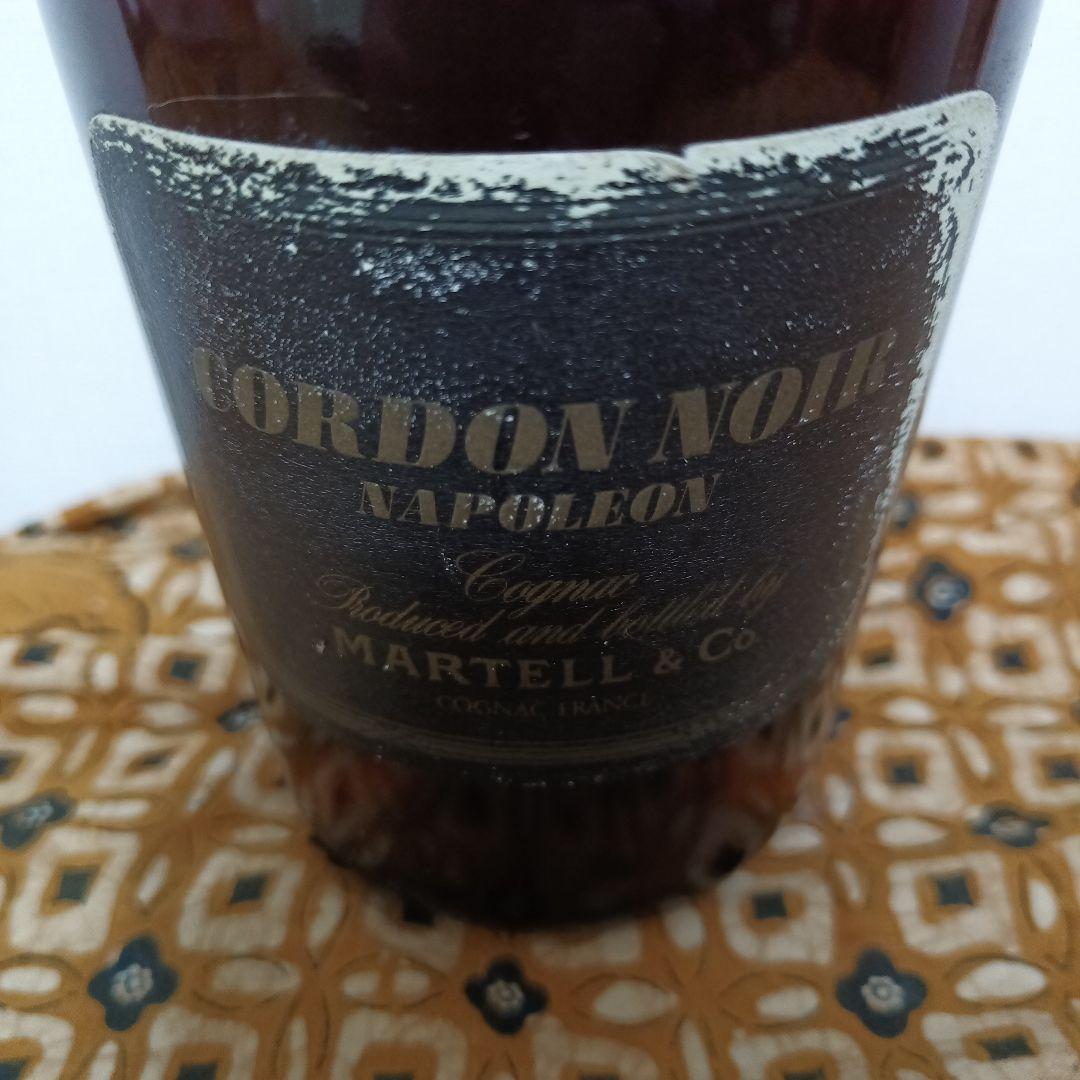 CORDON NOIR
NAPOLEON
Cognac
Produced and bottled by
MARTELL & Co
COGNAC FRANCE